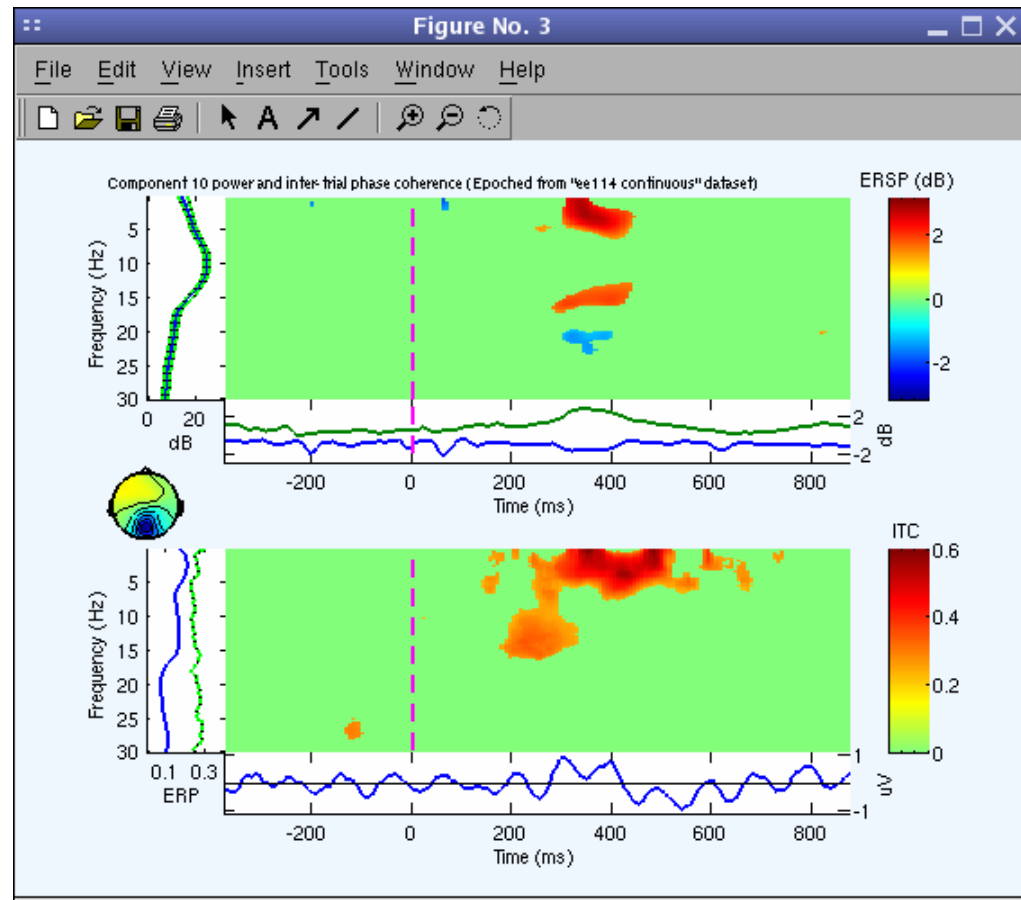 Figure No. 3
File Edit View Insert Tools Window Help
A
Component 10 power and inter-trial phase coherence (Epoched from "ee114 continuous" dataset)
ERSP (dB)
5
10
15
20
25
30
Frequency (Hz)
0 20
dB
2
0
-2
2
-2
dB
-200 0 200 400 600 800
Time (ms)
ITC
5
10
15
20
25
30
Frequency (Hz)
0.1 0.3
ERP
0.6
0.4
0.2
0
1
-1
uV
-200 0 200 400 600 800
Time (ms)